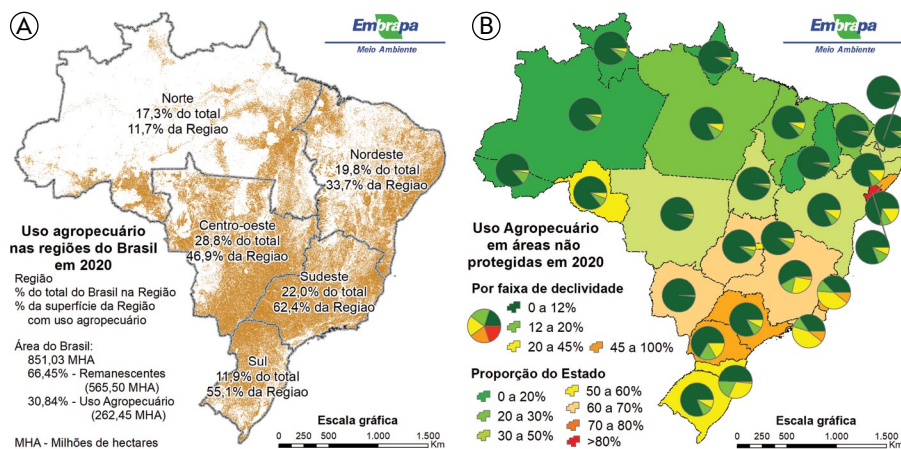 A
Embrapa
Meio Ambiente
Norte
17,3% do total
11,7% da Regiao
Nordeste
19,8% do total
33,7% da Regiao
Centro-oeste
28,8% do total
46,9% da Regiao
Sudeste
22,0% do total
62,4% da Regiao
Sul
11,9% do total
55,1% da Regiao
Uso agropecuário
nas regiões do Brasil
em 2020
Região
% do total do Brasil na Região
% da superfície da Região
com uso agropecuário
Área do Brasil:
851,03 MHA
66,45% - Remanescentes
(565,50 MHA)
30,84% - Uso Agropecuário
(262,45 MHA)
MHA - Milhões de hectares
Escala gráfica
0 250 500 1.000 1.500
Km
B
Embrapa
Meio Ambiente
Uso Agropecuário
em áreas não
protegidas em 2020
Por faixa de declividade
0 a 12%
12 a 20%
20 a 45% 45 a 100%
Proporção do Estado
0 a 20%
20 a 30%
30 a 50%
50 a 60%
60 a 70%
70 a 80%
>80%
Escala gráfica
0 250 500 1.000 1.500
Km